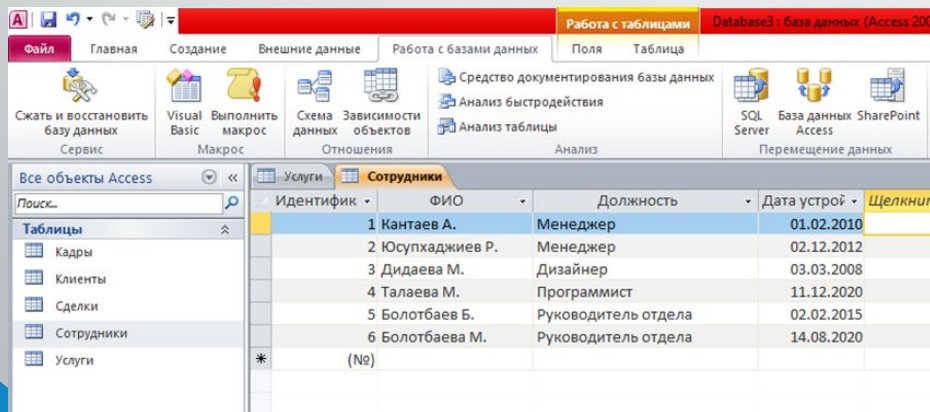 Работа с таблицами
Database3 : база данных (Access 200
Файл Главная Создание Внешние данные Работа с базами данных Поля Таблица
Сжать и восстановить базу данных
Visual Basic
Выполнить макрос
Схема данных
Зависимости объектов
Средство документирования базы данных
Анализ быстродействия
Анализ таблицы
SQL Server
База данных Access
SharePoint
Сервис Макрос Отношения Анализ Перемещение данных
Все объекты Access
Поиск...
Таблицы
Кадры
Клиенты
Сделки
Сотрудники
Услуги
Услуги Сотрудники
Идентифик ФИО Должность Дата устрой Щелкнит
1 Кантаев А. Менеджер 01.02.2010
2 Юсупхаджиев Р. Менеджер 02.12.2012
3 Дидаева М. Дизайнер 03.03.2008
4 Талаева М. Программист 11.12.2020
5 Болотбаев Б. Руководитель отдела 02.02.2015
6 Болотбаева М. Руководитель отдела 14.08.2020
(№)